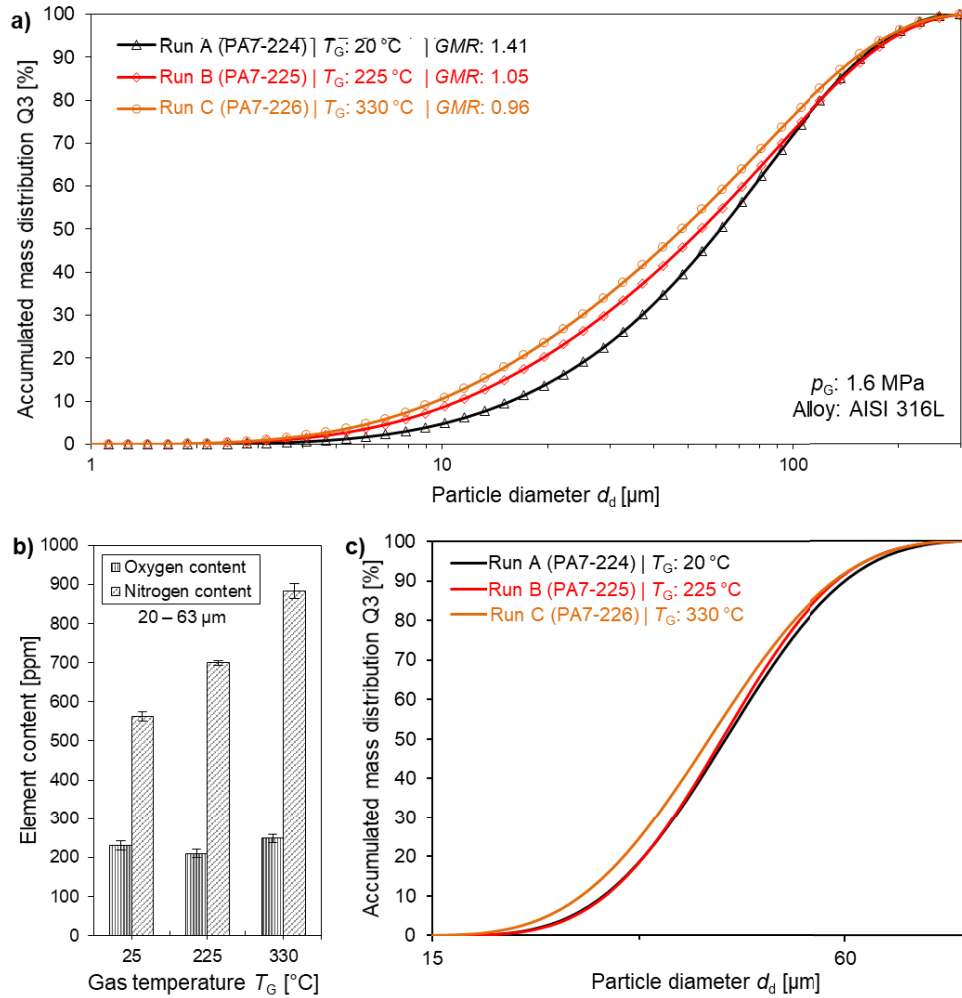 a)
Accumulated mass distribution Q3 [%]
100
90
80
70
60
50
40
30
20
10
0
Run A (PA7-224) | TG: 20 °C | GMR: 1.41
Run B (PA7-225) | TG: 225 °C | GMR: 1.05
Run C (PA7-226) | TG: 330 °C | GMR: 0.96
pG: 1.6 MPa
Alloy: AISI 316L
1
10
100
Particle diameter dd [µm]
b)
Element content [ppm]
1000
900
800
700
600
500
400
300
200
100
0
Oxygen content
Nitrogen content
20 – 63 µm
25
225
330
Gas temperature TG [°C]
c)
Accumulated mass distribution Q3 [%]
100
90
80
70
60
50
40
30
20
10
0
Run A (PA7-224) | TG: 20 °C
Run B (PA7-225) | TG: 225 °C
Run C (PA7-226) | TG: 330 °C
15
60
Particle diameter dd [µm]